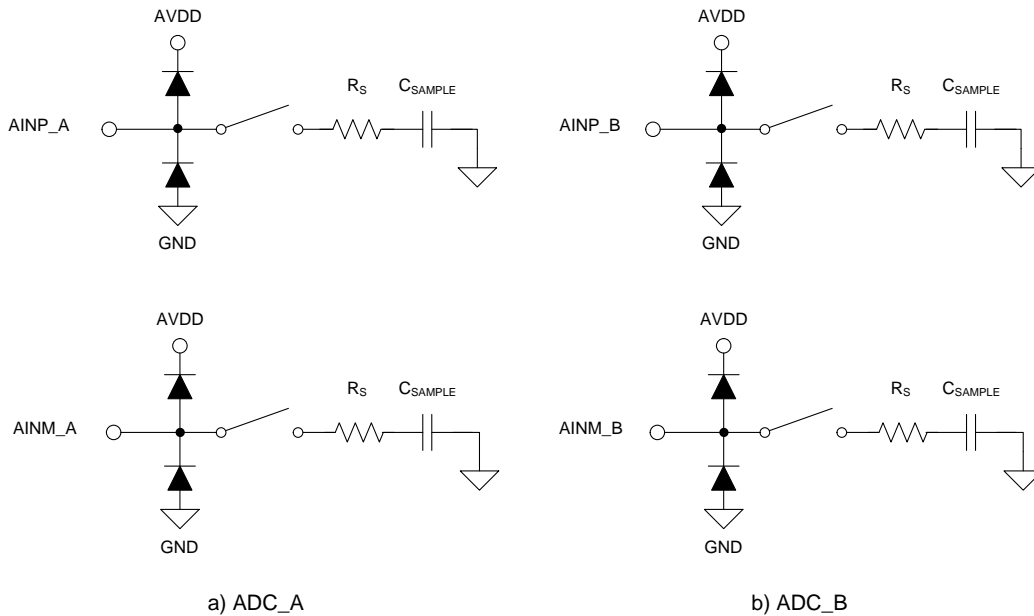 AVDD AVDD
R_S C_SAMPLE R_S C_SAMPLE
AINP_A AINP_B
GND GND
AVDD AVDD
R_S C_SAMPLE R_S C_SAMPLE
AINM_A AINM_B
GND GND
a) ADC_A b) ADC_B